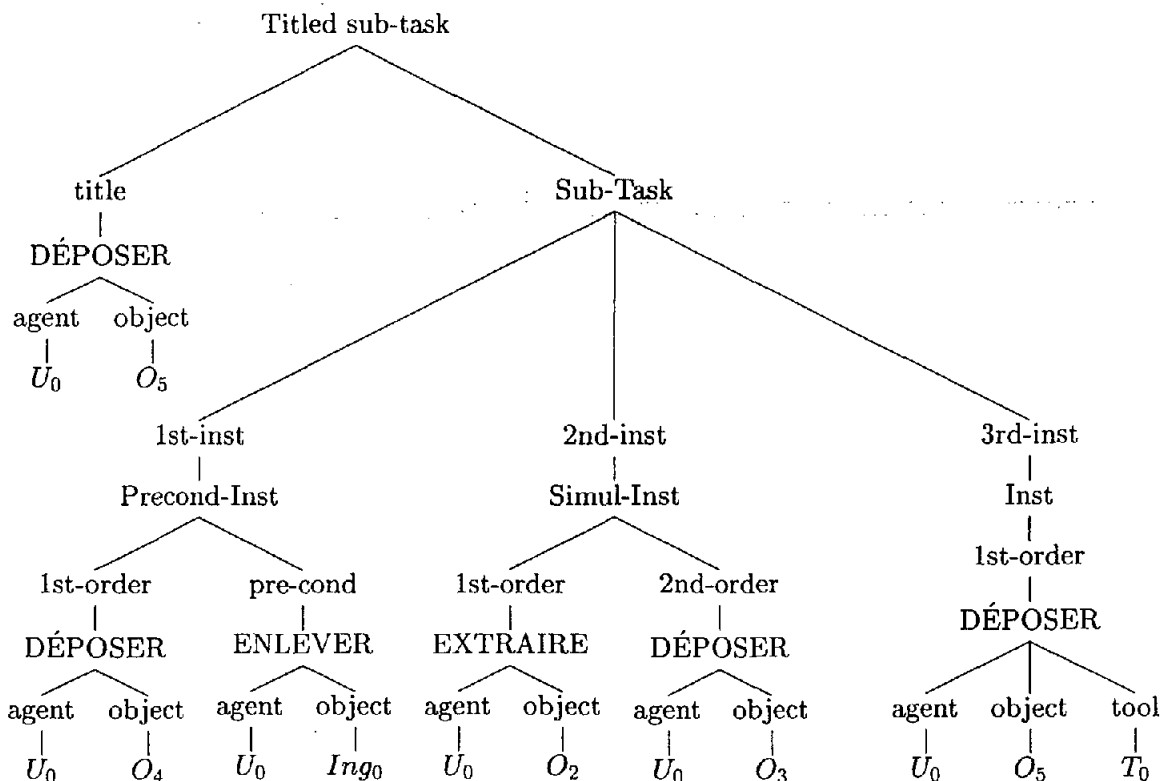 Titled sub-task
title Sub-Task
DÉPOSER
agent object
U₀ O₅
1st-inst 2nd-inst 3rd-inst
Precond-Inst Simul-Inst Inst
1st-order
1st-order pre-cond 1st-order 2nd-order
DÉPOSER
DÉPOSER ENLEVER EXTRAIRE DÉPOSER
agent object agent object agent object agent object agent object tool
U₀ O₄ U₀ Ing₀ U₀ O₂ U₀ O₃ U₀ O₅ T₀